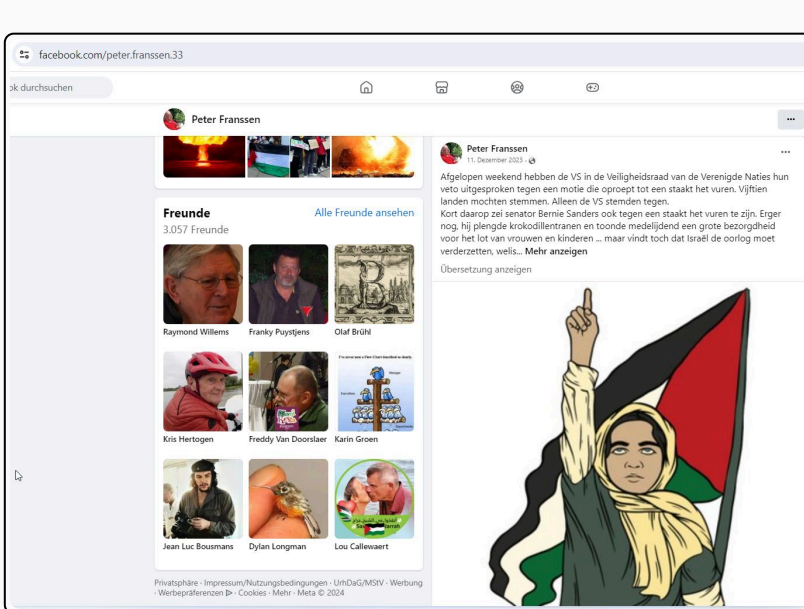 facebook.com/peter.franssen.33
ok durchsuchen
Peter Franssen
Freunde
Alle Freunde ansehen
3.057 Freunde
Raymond Willems
Franky Puystjens
Olaf Brühl
Kris Hertogen
Freddy Van Doorslaer
Karin Groen
Jean Luc Bousmans
Dylan Longman
Lou Callewaert
Privatsphäre · Impressum/Nutzungsbedingungen · UrhDaG/MStV · Werbung
· Werbepräferenzen · Cookies · Mehr · Meta © 2024
Peter Franssen
11. Dezember 2023 ·
Afgelopen weekend hebben de VS in de Veiligheidsraad van de Verenigde Naties hun
veto uitgesproken tegen een motie die oproept tot een staakt het vuren. Vijftien
landen mochten stemmen. Alleen de VS stemden tegen.
Kort daarop zei senator Bernie Sanders ook tegen een staakt het vuren te zijn. Erger
nog, hij plengde krokodillentranen en toonde medelijdend een grote bezorgdheid
voor het lot van vrouwen en kinderen ... maar vindt toch dat Israël de oorlog moet
verderzetten, welis... Mehr anzeigen
Übersetzung anzeigen